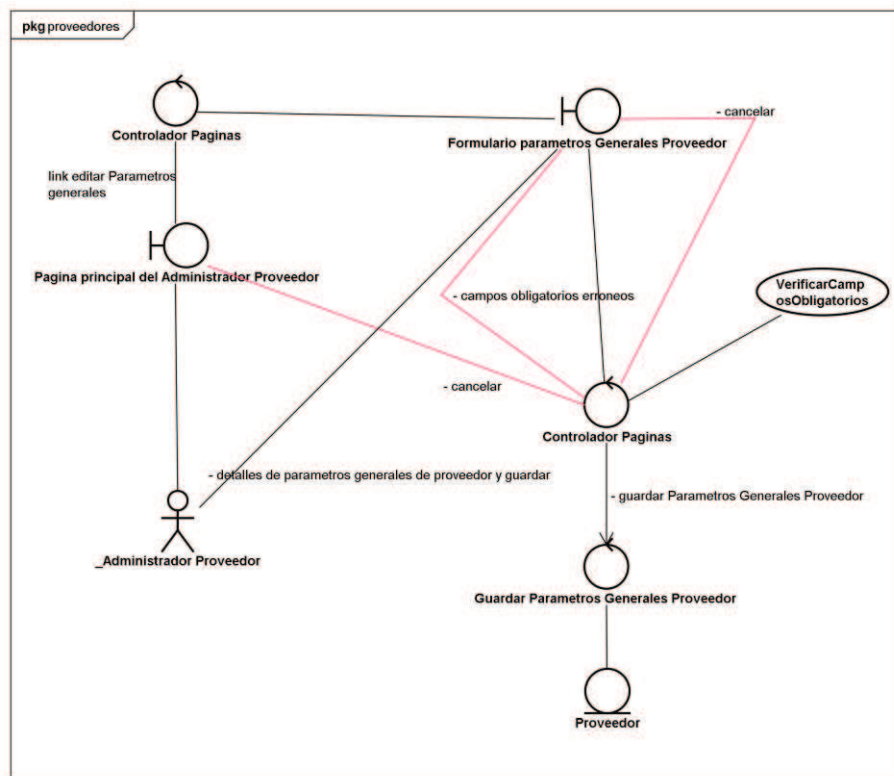 pkg proveedores
Controlador Paginas
Formulario parametros Generales Proveedor
- cancelar
link editar Parametros
generales
Pagina principal del Administrador Proveedor
- campos obligatorios erroneos
VerificarCamp
osObligatorios
- cancelar
Controlador Paginas
- detalles de parametros generales de proveedor y guardar
- guardar Parametros Generales Proveedor
_Administrador Proveedor
Guardar Parametros Generales Proveedor
Proveedor